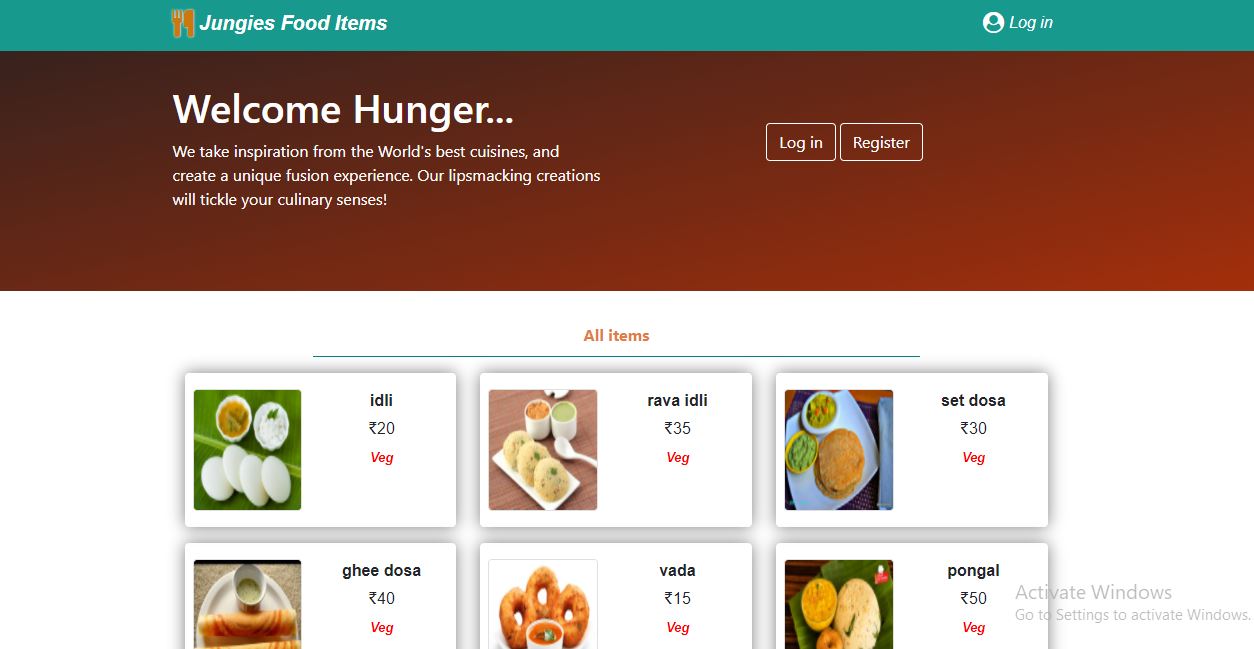 Jungies Food Items
Log in
Welcome Hunger...
We take inspiration from the World's best cuisines, and
create a unique fusion experience. Our lipsmacking creations
will tickle your culinary senses!
Log in
Register
All items
idli
₹20
Veg
rava idli
₹35
Veg
set dosa
₹30
Veg
ghee dosa
₹40
Veg
vada
₹15
Veg
pongal
₹50
Veg
Activate Windows
Go to Settings to activate Windows.